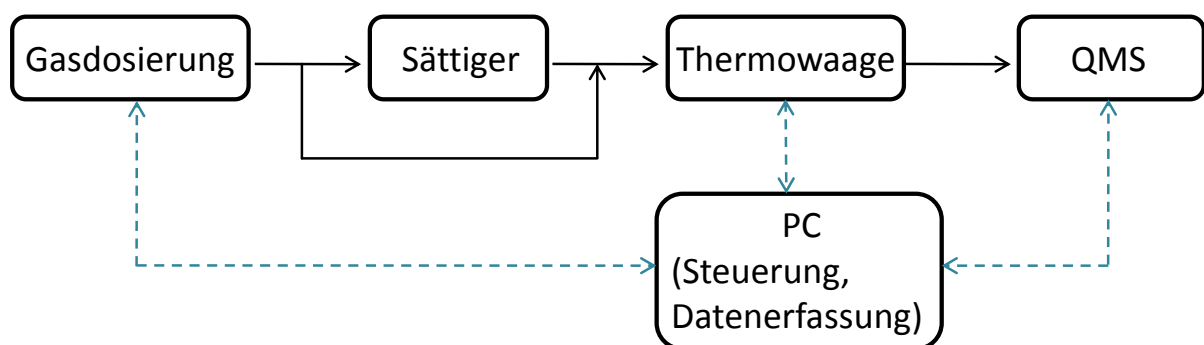 Gasdosierung
Sättiger
Thermowaage
QMS
PC
(Steuerung,
Datenerfassung)